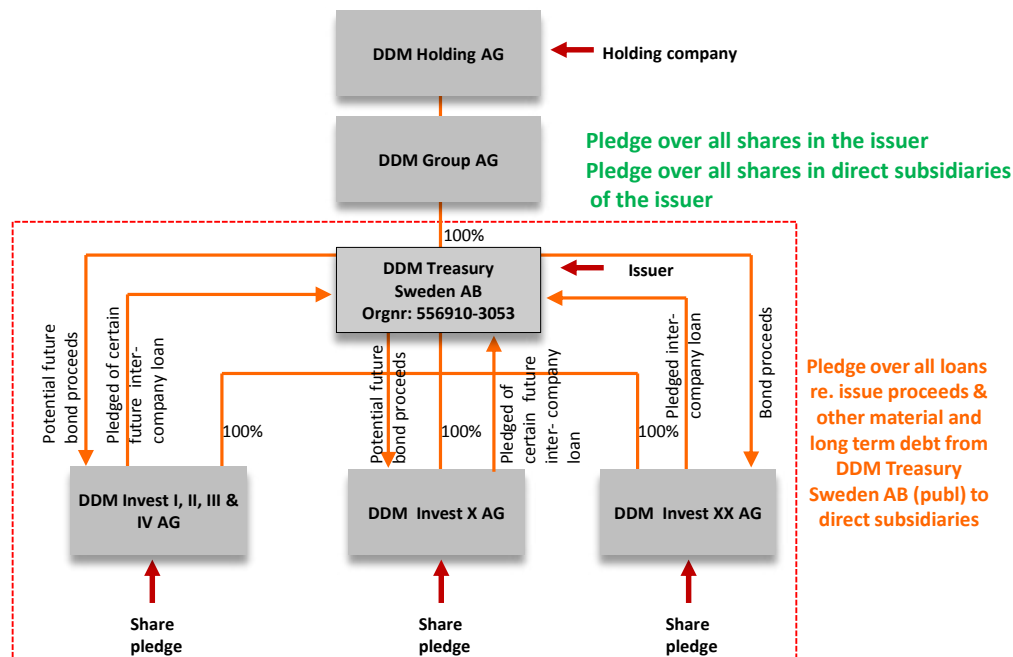 DDM Holding AG
Holding company
DDM Group AG
Pledge over all shares in the issuer
Pledge over all shares in direct subsidiaries
of the issuer
100%
DDM Treasury
Sweden AB
Orgnr: 556910-3053
Issuer
Potential future
bond proceeds
Pledged of certain
future inter-
company loan
100%
Potential future
bond proceeds
100%
Pledged of
certain future
inter- company
loan
100%
Pledged inter-
company loan
Bond proceeds
Pledge over all loans
re. issue proceeds &
other material and
long term debt from
DDM Treasury
Sweden AB (publ) to
direct subsidiaries
DDM Invest I, II, III &
IV AG
DDM Invest X AG
DDM Invest XX AG
Share
pledge
Share
pledge
Share
pledge